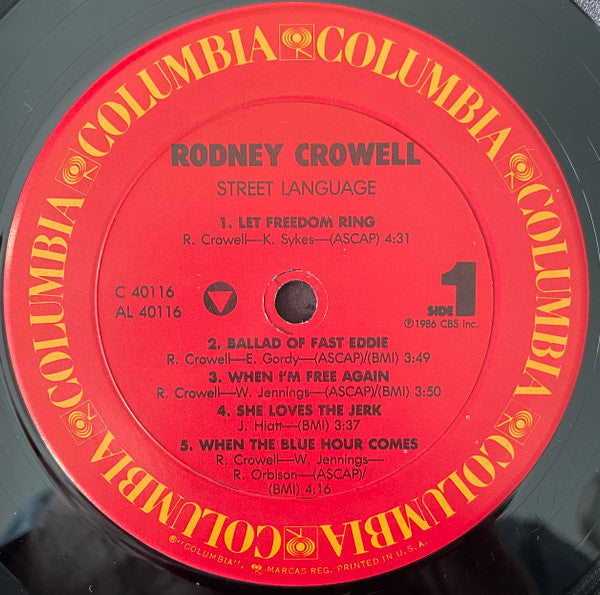 COLUMBIA COLUMBIA COLUMBIA COLUMBIA COLUMBIA COLUMBIA
RODNEY CROWELL
STREET LANGUAGE
1. LET FREEDOM RING
R. Crowell—K. Sykes—(ASCAP) 4:31
C 40116
AL 40116
SIDE 1
℗1986 CBS Inc.
2. BALLAD OF FAST EDDIE
R. Crowell—E. Gordy—(ASCAP)/(BMI) 3:49
3. WHEN I'M FREE AGAIN
R. Crowell—W. Jennings—(ASCAP)/(BMI) 3:50
4. SHE LOVES THE JERK
J. Hiatt—(BMI) 3:37
5. WHEN THE BLUE HOUR COMES
R. Crowell—W. Jennings—
R. Orbison—(ASCAP)/
(BMI) 4:16
®"COLUMBIA", MARCAS REG. PRINTED IN U.S.A.